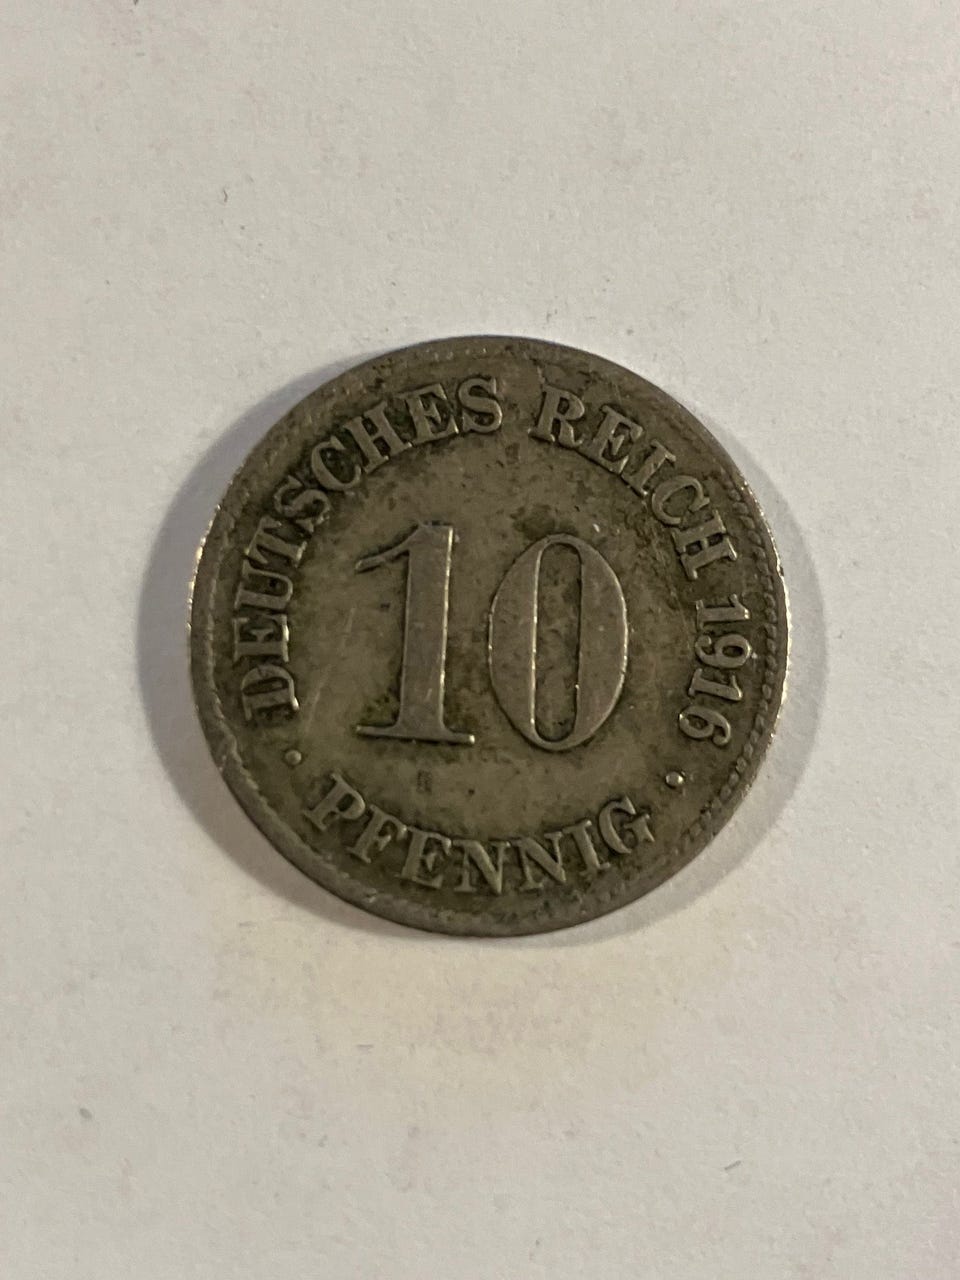 DEUTSCHES REICH 1916
10
• PFENNIG •